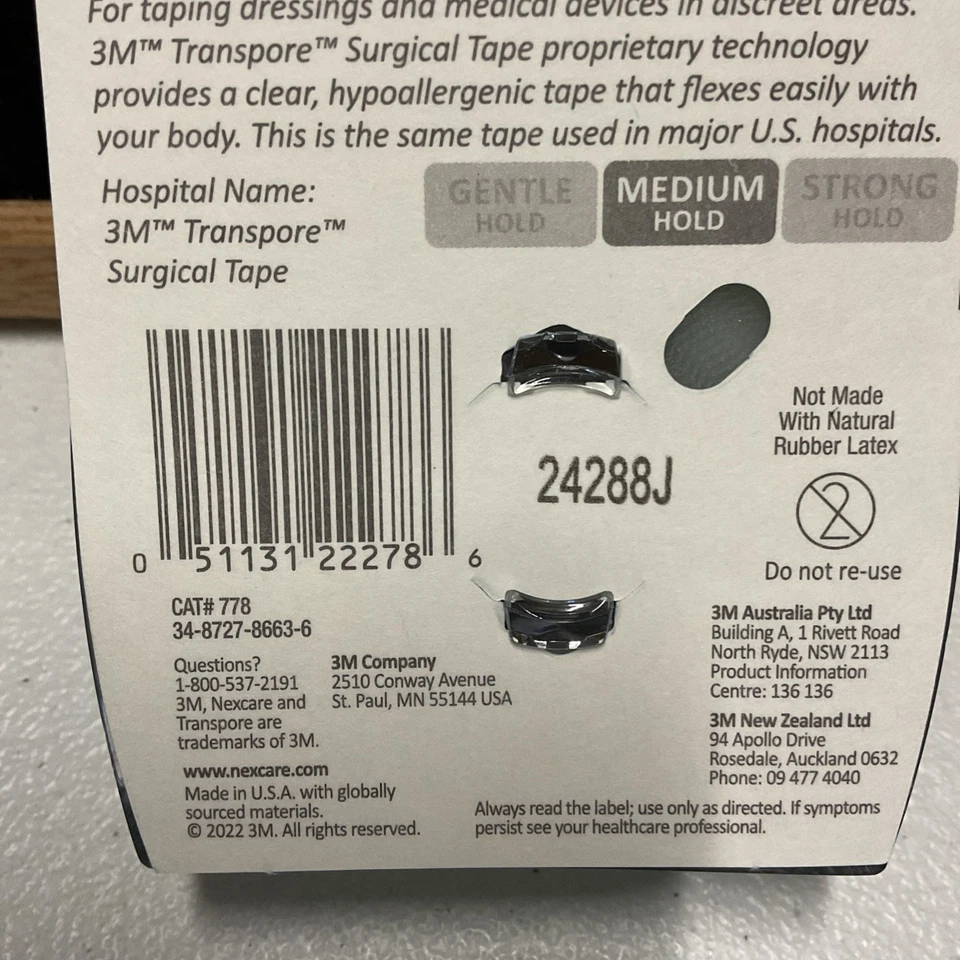 For taping dressings and medical devices in discreet areas.
3M™ Transpore™ Surgical Tape proprietary technology
provides a clear, hypoallergenic tape that flexes easily with
your body. This is the same tape used in major U.S. hospitals.
Hospital Name:
3M™ Transpore™
Surgical Tape
GENTLE
HOLD
MEDIUM
HOLD
STRONG
HOLD
0 51131 22278 6
24288J
Not Made
With Natural
Rubber Latex
2
Do not re-use
CAT# 778
34-8727-8663-6
Questions?
1-800-537-2191
3M, Nexcare and
Transpore are
trademarks of 3M.
3M Company
2510 Conway Avenue
St. Paul, MN 55144 USA
www.nexcare.com
Made in U.S.A. with globally
sourced materials.
© 2022 3M. All rights reserved.
3M Australia Pty Ltd
Building A, 1 Rivett Road
North Ryde, NSW 2113
Product Information
Centre: 136 136
3M New Zealand Ltd
94 Apollo Drive
Rosedale, Auckland 0632
Phone: 09 477 4040
Always read the label; use only as directed. If symptoms
persist see your healthcare professional.